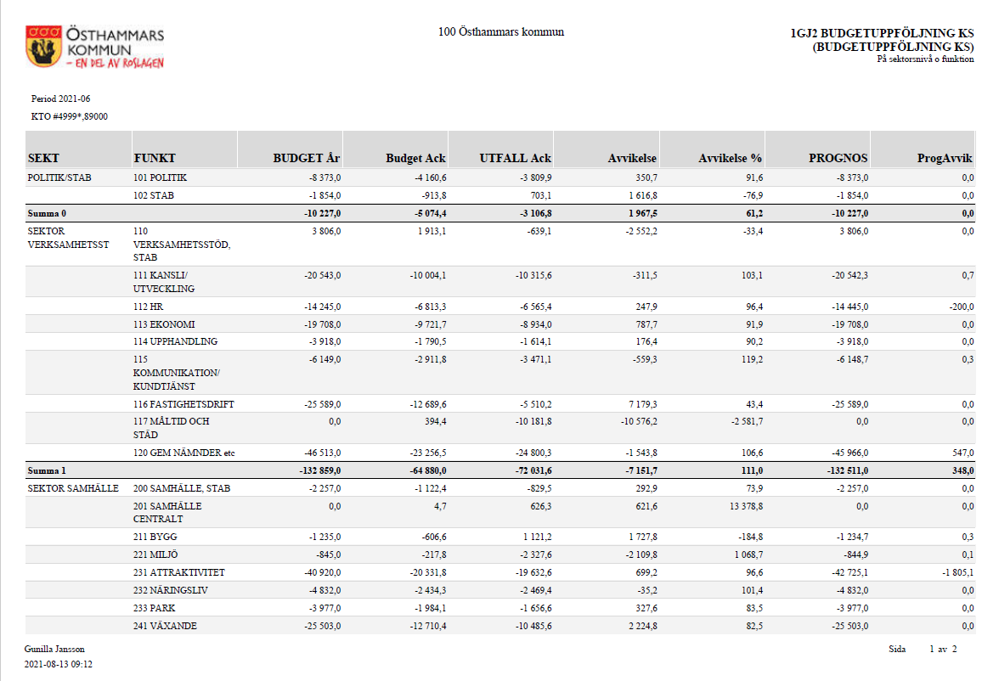 ÖSTHAMMARS
KOMMUN
– EN DEL AV ROSLAGEN
100 Östhammars kommun
1GJ2 BUDGETUPPFÖLJNING KS
(BUDGETUPPFÖLJNING KS)
På sektorsnivå o funktion
Period 2021-06
KTO #4999*,89000
SEKT FUNKT BUDGET År Budget Ack UTFALL Ack Avvikelse Avvikelse % PROGNOS ProgAvvik
POLITIK/STAB 101 POLITIK -8 373,0 -4 160,6 -3 809,9 350,7 91,6 -8 373,0 0,0
102 STAB -1 854,0 -913,8 703,1 1 616,8 -76,9 -1 854,0 0,0
Summa 0 -10 227,0 -5 074,4 -3 106,8 1 967,5 61,2 -10 227,0 0,0
SEKTOR 110 3 806,0 1 913,1 -639,1 -2 552,2 -33,4 3 806,0 0,0
VERKSAMHETSST VERKSAMHETSSTÖD,
STAB
111 KANSLI/ -20 543,0 -10 004,1 -10 315,6 -311,5 103,1 -20 542,3 0,7
UTVECKLING
112 HR -14 245,0 -6 813,3 -6 565,4 247,9 96,4 -14 445,0 -200,0
113 EKONOMI -19 708,0 -9 721,7 -8 934,0 787,7 91,9 -19 708,0 0,0
114 UPPHANDLING -3 918,0 -1 790,5 -1 614,1 176,4 90,2 -3 918,0 0,0
115 -6 149,0 -2 911,8 -3 471,1 -559,3 119,2 -6 148,7 0,3
KOMMUNIKATION/
KUNDTJÄNST
116 FASTIGHETSDRIFT -25 589,0 -12 689,6 -5 510,2 7 179,3 43,4 -25 589,0 0,0
117 MÅLTID OCH 0,0 394,4 -10 181,8 -10 576,2 -2 581,7 0,0 0,0
STÄD
120 GEM NÄMNDER etc -46 513,0 -23 256,5 -24 800,3 -1 543,8 106,6 -45 966,0 547,0
Summa 1 -132 859,0 -64 880,0 -72 031,6 -7 151,7 111,0 -132 511,0 348,0
SEKTOR SAMHÄLLE 200 SAMHÄLLE, STAB -2 257,0 -1 122,4 -829,5 292,9 73,9 -2 257,0 0,0
201 SAMHÄLLE 0,0 4,7 626,3 621,6 13 378,8 0,0 0,0
CENTRALT
211 BYGG -1 235,0 -606,6 1 121,2 1 727,8 -184,8 -1 234,7 0,3
221 MILJÖ -845,0 -217,8 -2 327,6 -2 109,8 1 068,7 -844,9 0,1
231 ATTRAKTIVITET -40 920,0 -20 331,8 -19 632,6 699,2 96,6 -42 725,1 -1 805,1
232 NÄRINGSLIV -4 832,0 -2 434,3 -2 469,4 -35,2 101,4 -4 832,0 0,0
233 PARK -3 977,0 -1 984,1 -1 656,6 327,6 83,5 -3 977,0 0,0
241 VÄXANDE -25 503,0 -12 710,4 -10 485,6 2 224,8 82,5 -25 503,0 0,0
Gunilla Jansson Sida 1 av 2
2021-08-13 09:12